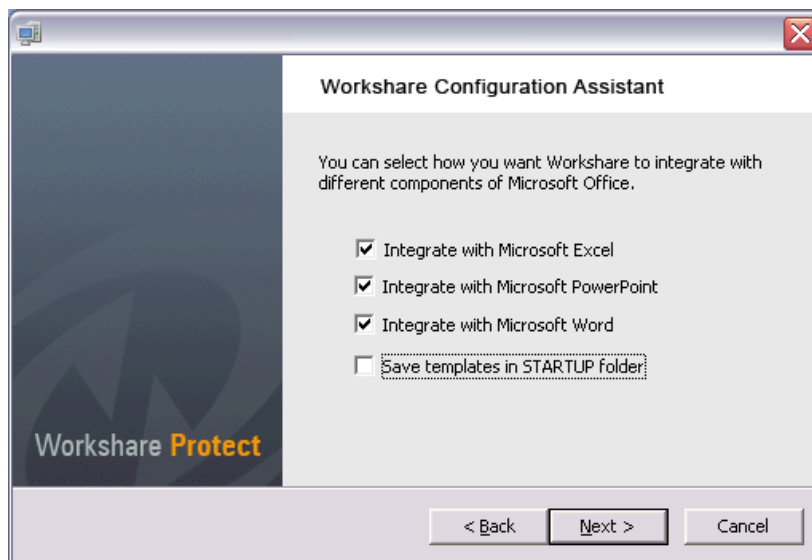 Workshare Configuration Assistant
You can select how you want Workshare to integrate with
different components of Microsoft Office.
Integrate with Microsoft Excel
Integrate with Microsoft PowerPoint
Integrate with Microsoft Word
Save templates in STARTUP folder
Workshare Protect
< Back
Next >
Cancel